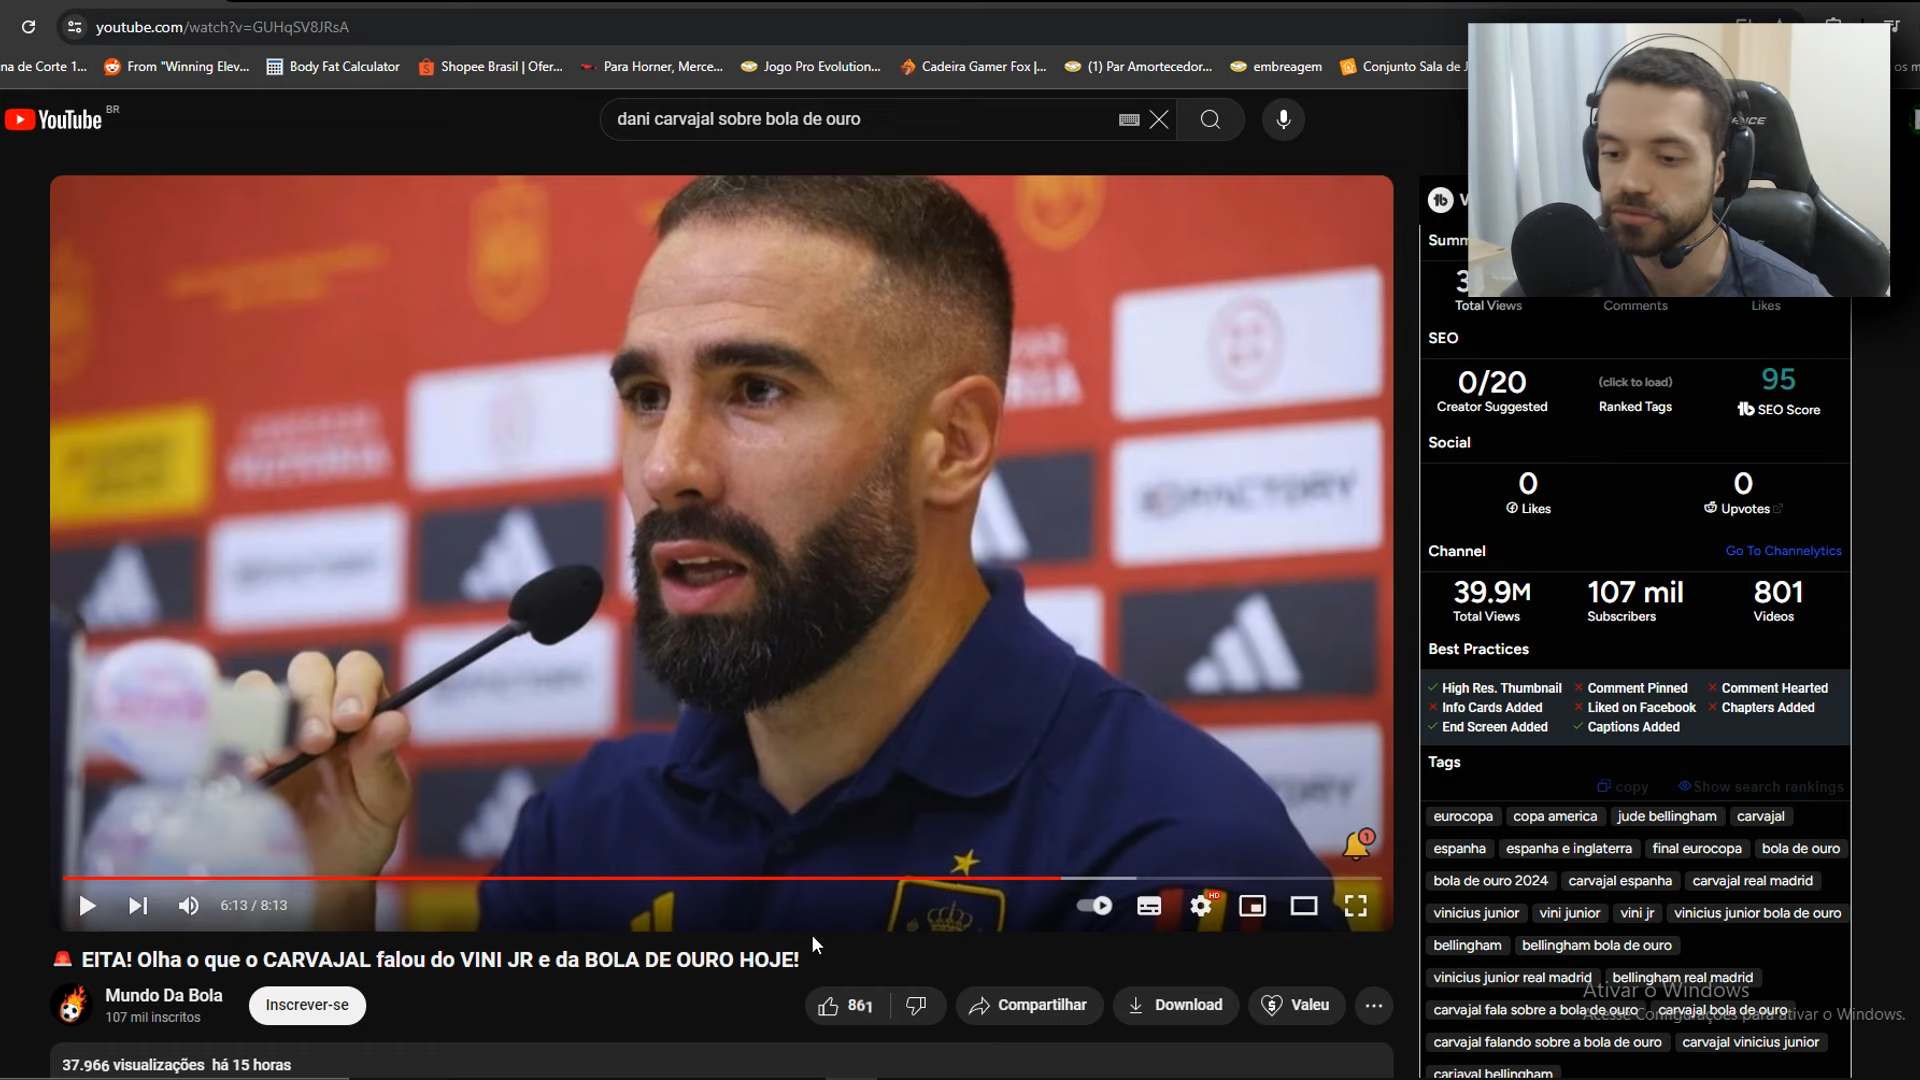 youtube.com/watch?v=GUHqSV8JRsA
na de Corte 1... From "Winning Elev... Body Fat Calculator Shopee Brasil | Ofer... Para Horner, Merce... Jogo Pro Evolution... Cadeira Gamer Fox |... (1) Par Amortecedor... embreagem Conjunto Sala de J
YouTube BR
dani carvajal sobre bola de ouro
Summ
Total Views Comments Likes
SEO
0/20 (click to load) 95
Creator Suggested Ranked Tags SEO Score
Social
0 0
Likes Upvotes
Channel Go To Channelytics
39.9M 107 mil 801
Total Views Subscribers Videos
Best Practices
High Res. Thumbnail Comment Pinned Comment Hearted
Info Cards Added Liked on Facebook Chapters Added
End Screen Added Captions Added
Tags
copy Show search rankings
eurocopa copa america jude bellingham carvajal
espanha espanha e inglaterra final eurocopa bola de ouro
bola de ouro 2024 carvajal espanha carvajal real madrid
vinicius junior vini junior vini jr vinicius junior bola de ouro
bellingham bellingham bola de ouro
vinicius junior real madrid bellingham real madrid
carvajal fala sobre a bola de ouro carvajal bola de ouro
carvajal falando sobre a bola de ouro carvajal vinicius junior
carjaval bellingham
Ativar o Windows
Acesse Configurações para ativar o Windows.
1
6:13 / 8:13
HD
EITA! Olha o que o CARVAJAL falou do VINI JR e da BOLA DE OURO HOJE!
Mundo Da Bola
107 mil inscritos
Inscrever-se
861 Compartilhar Download Valeu
37.966 visualizações há 15 horas